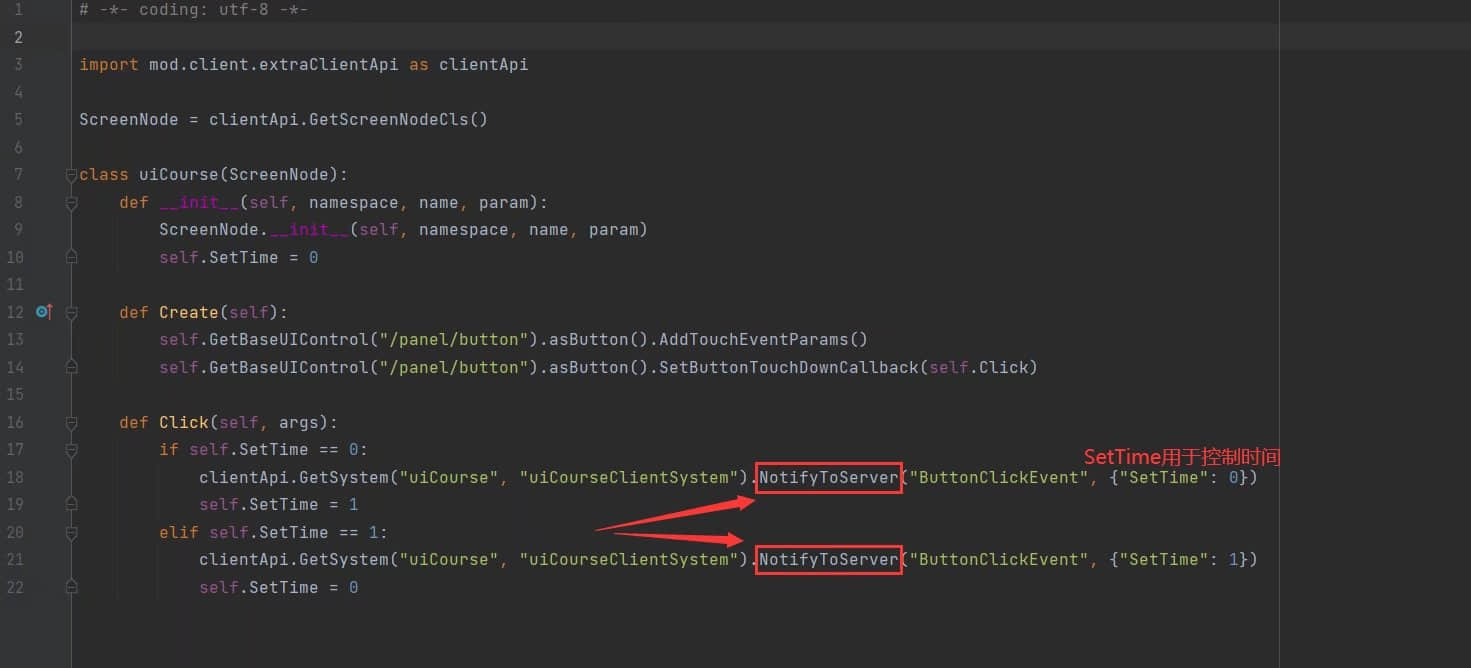 1 # -*- coding: utf-8 -*-
2
3 import mod.client.extraClientApi as clientApi
4
5 ScreenNode = clientApi.GetScreenNodeCls()
6
7 class uiCourse(ScreenNode):
8     def __init__(self, namespace, name, param):
9         ScreenNode.__init__(self, namespace, name, param)
10         self.SetTime = 0
11
12     def Create(self):
13         self.GetBaseUIControl("/panel/button").asButton().AddTouchEventParams()
14         self.GetBaseUIControl("/panel/button").asButton().SetButtonTouchDownCallback(self.Click)
15
16     def Click(self, args):
17         if self.SetTime == 0:
SetTime用于控制时间
18             clientApi.GetSystem("uiCourse", "uiCourseClientSystem").NotifyToServer("ButtonClickEvent", {"SetTime": 0})
19             self.SetTime = 1
20         elif self.SetTime == 1:
21             clientApi.GetSystem("uiCourse", "uiCourseClientSystem").NotifyToServer("ButtonClickEvent", {"SetTime": 1})
22             self.SetTime = 0